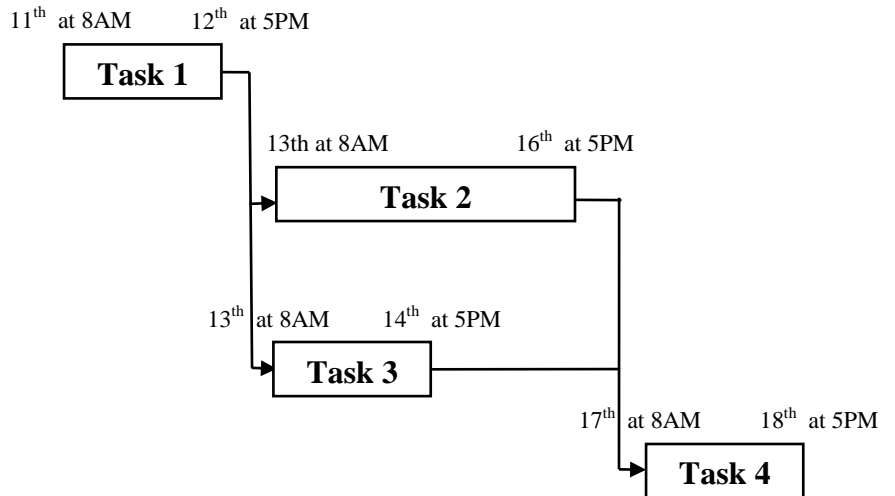 11th at 8AM 12th at 5PM
Task 1
13th at 8AM 16th at 5PM
Task 2
13th at 8AM 14th at 5PM
Task 3
17th at 8AM 18th at 5PM
Task 4